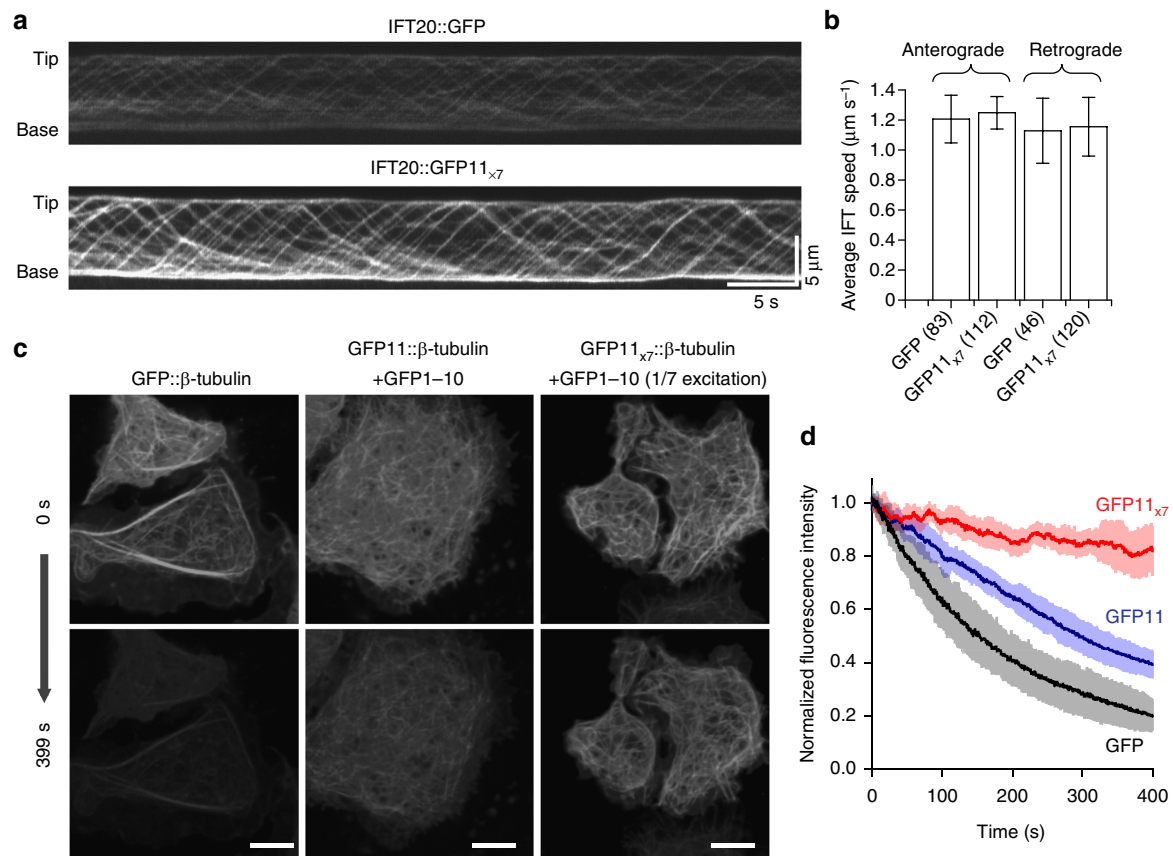 a
IFT20::GFP
Tip
Base
IFT20::GFP11×7
Tip
Base
5 µm
5 s
b
Anterograde
Retrograde
Average IFT speed (µm s⁻¹)
1.4
1.2
1.0
0.8
0.6
0.4
0.2
0
GFP (83)
GFP11x7 (112)
GFP (46)
GFP11x7 (120)
c
GFP::β-tubulin
GFP11::β-tubulin
+GFP1–10
GFP11x7::β-tubulin
+GFP1–10 (1/7 excitation)
0 s
399 s
d
Normalized fluorescence intensity
1.0
0.8
0.6
0.4
0.2
0.0
GFP11x7
GFP11
GFP
0
100
200
300
400
Time (s)